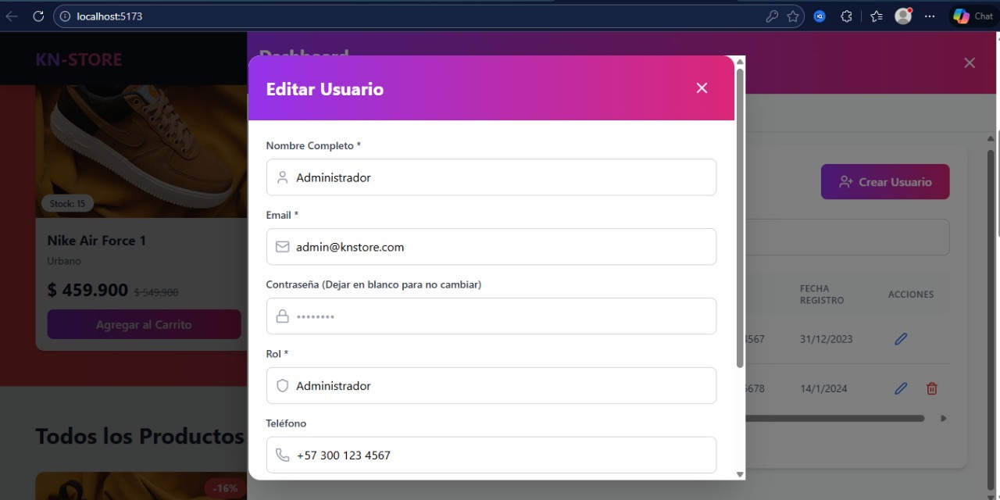 localhost:5173
Chat
KN-STORE
Dashboard
Editar Usuario
Nombre Completo *
Administrador
Email *
admin@knstore.com
Contraseña (Dejar en blanco para no cambiar)
••••••••
Rol *
Administrador
Teléfono
+57 300 123 4567
Stock: 15
Nike Air Force 1
Urbano
$ 459.900 $ 549.900
Agregar al Carrito
Todos los Productos
-16%
Crear Usuario
FECHA
REGISTRO
ACCIONES
4567
31/12/2023
5678
14/1/2024